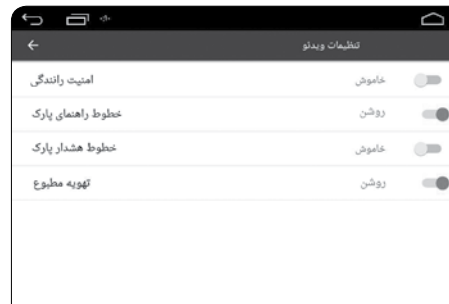 تنظیمات ویدئو
امنیت رانندگی خاموش
خطوط راهنمای پارک روشن
خطوط هشدار پارک خاموش
تهویه مطبوع روشن